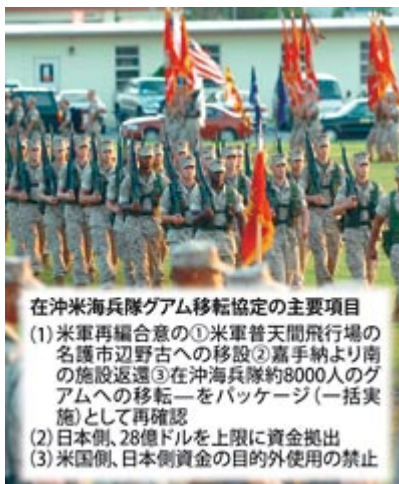 在沖米海兵隊グアム移転協定の主要項目
(1)米軍再編合意の①米軍普天間飛行場の
名護市辺野古への移設②嘉手納より南
の施設返還③在沖海兵隊約8000人のグ
アムへの移転―をパッケージ(一括実
施)として再確認
(2)日本側、28億ドルを上限に資金拠出
(3)米国側、日本側資金の目的外使用の禁止